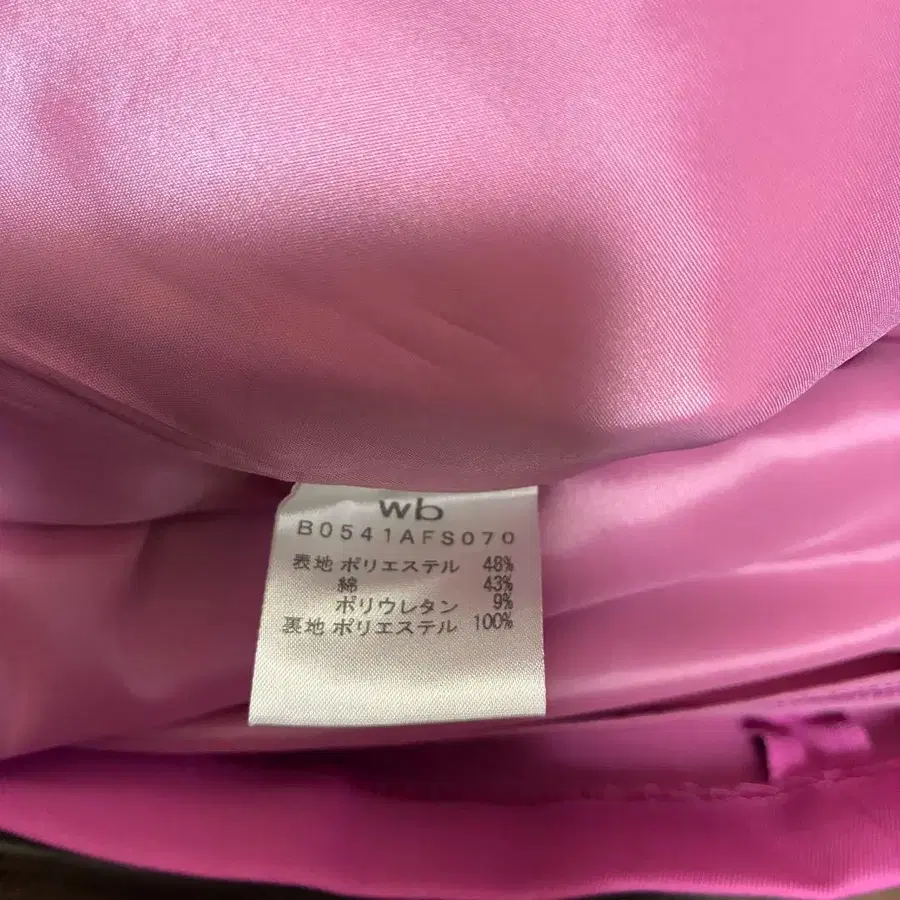 wb
B0541AFS070
表地 ポリエステル 48%
綿 43%
ポリウレタン 9%
裏地 ポリエステル 100%